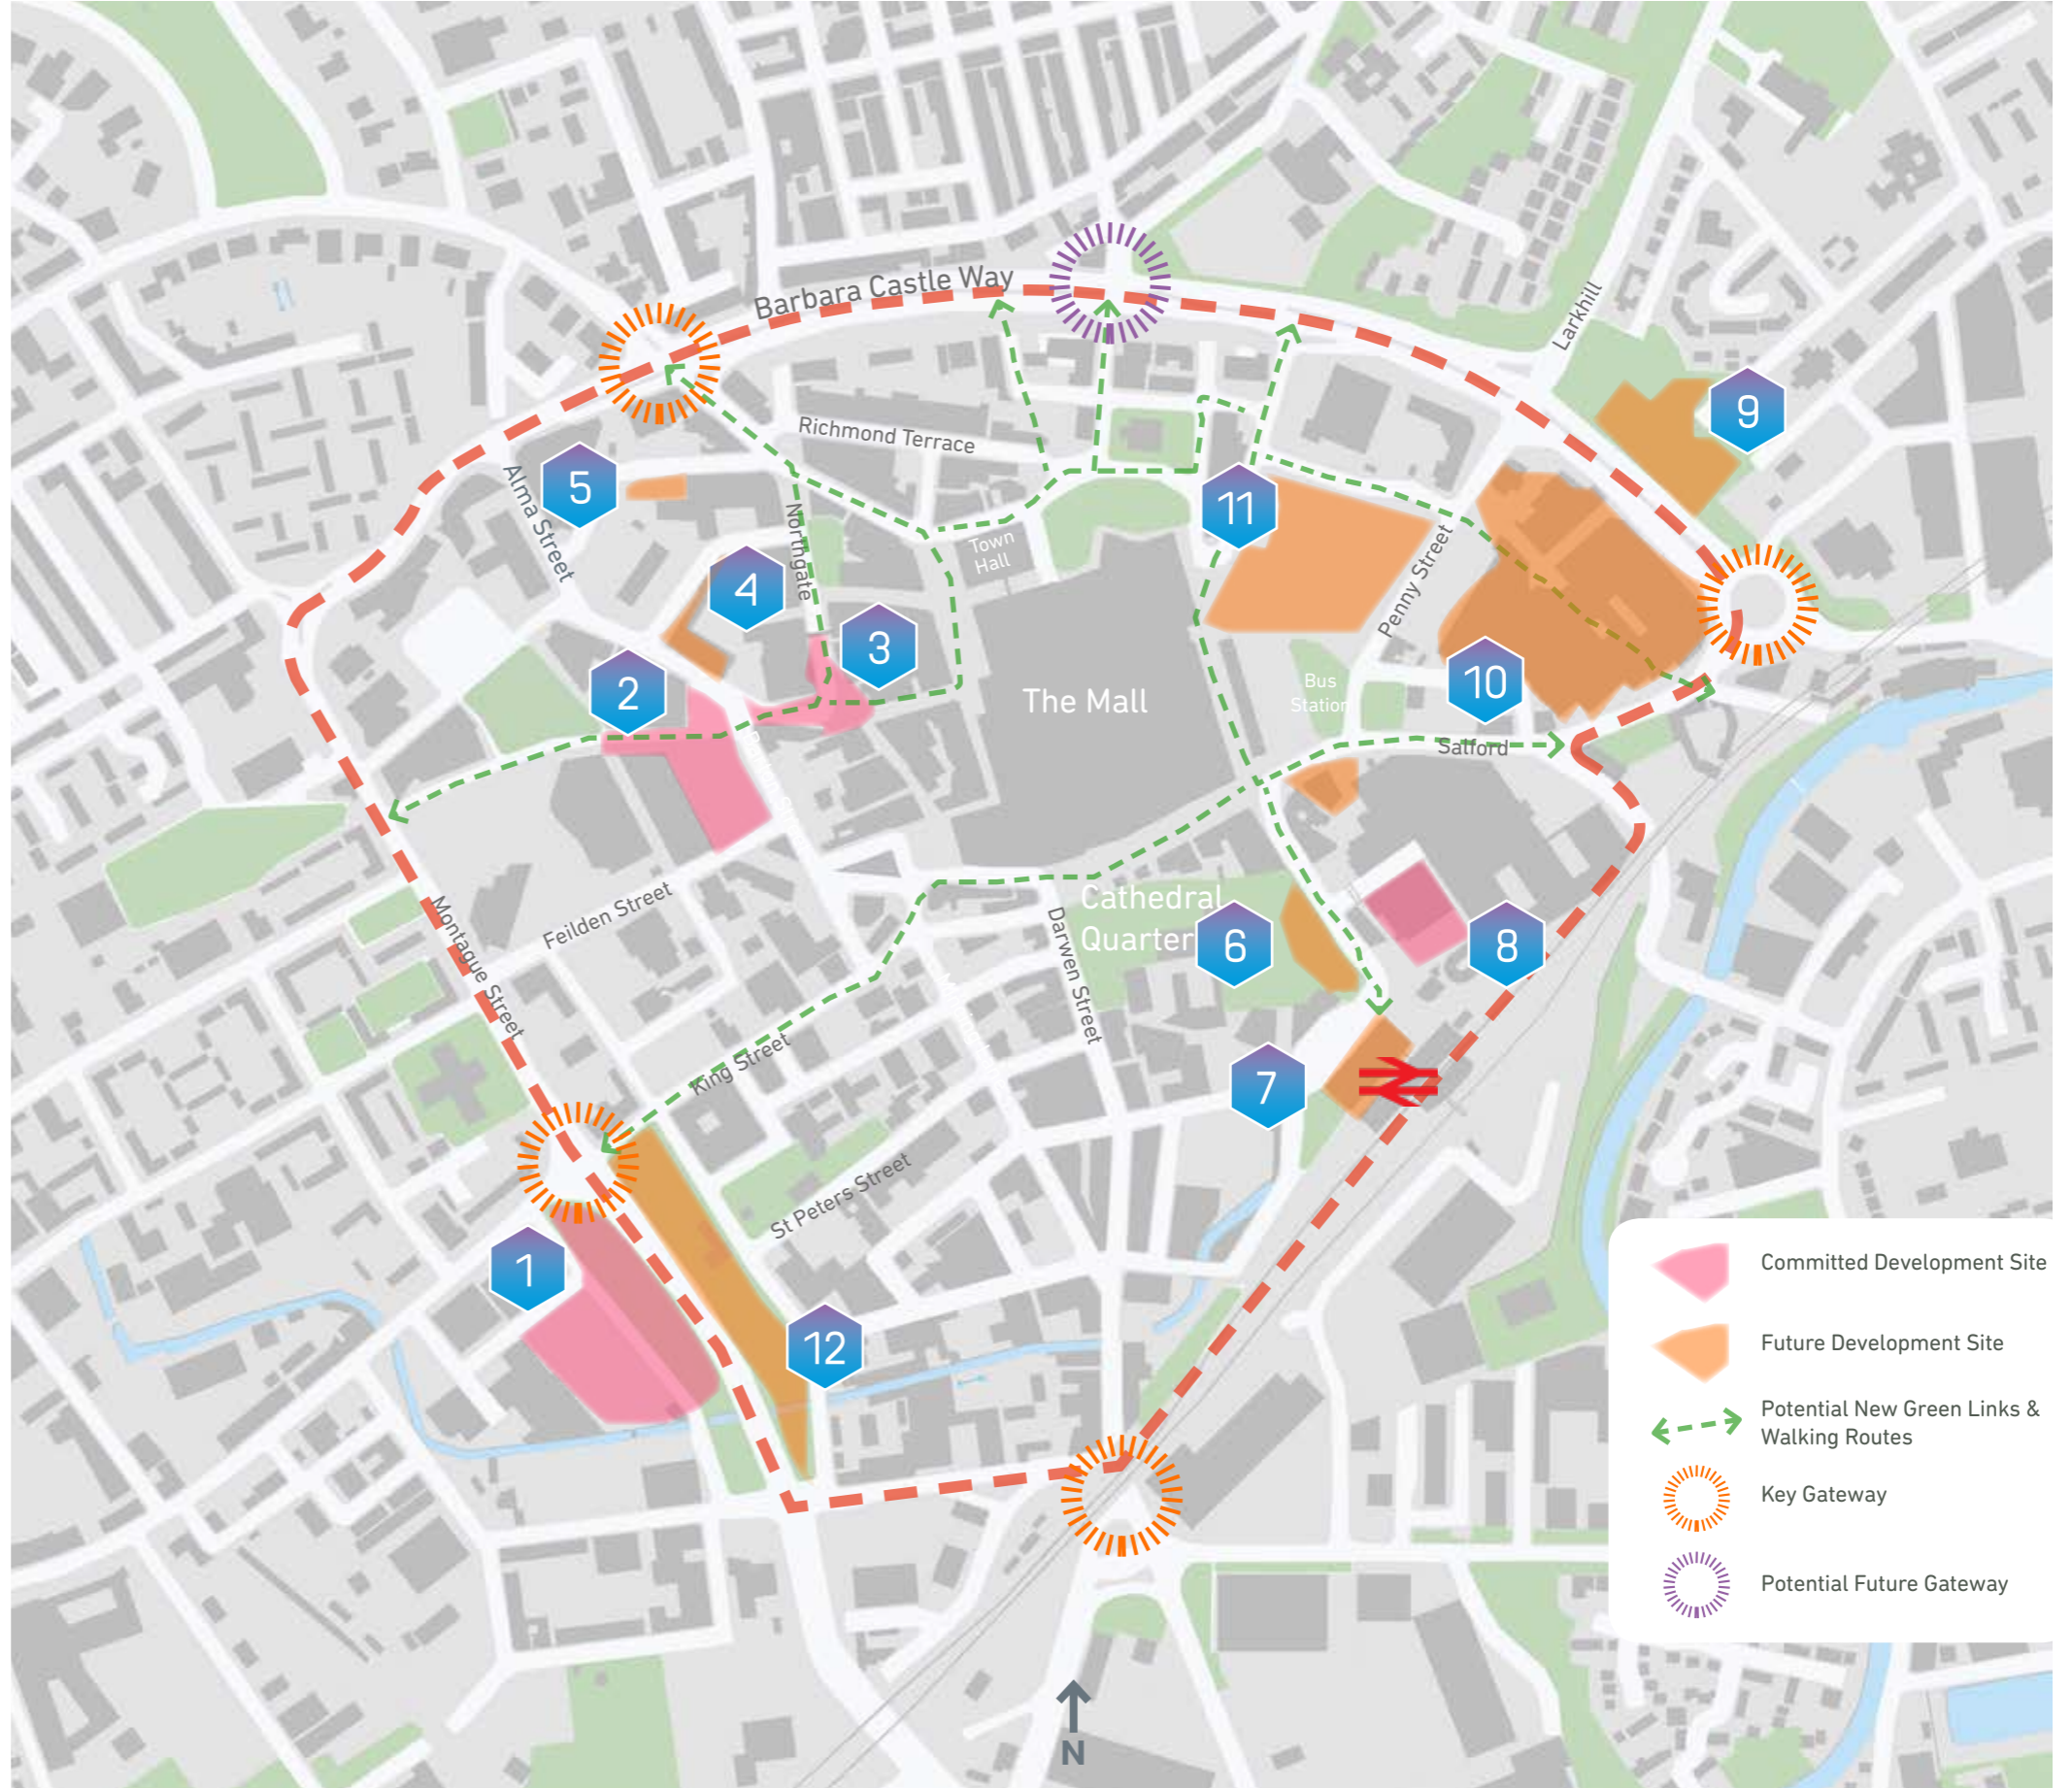 Barbara Castle Way
Larkhill
9
Richmond Terrace
5
Alma Street
Northgate
11
Town
Hall
Penny Street
4
3
2
The Mall
Bus
Station
10
Salford
Cathedral
Quarter
6
8
Feilden Street
Montague Street
Darwen Street
King Street
7
St Peters Street
1
12
Committed Development Site
Future Development Site
Potential New Green Links &
Walking Routes
Key Gateway
Potential Future Gateway
N